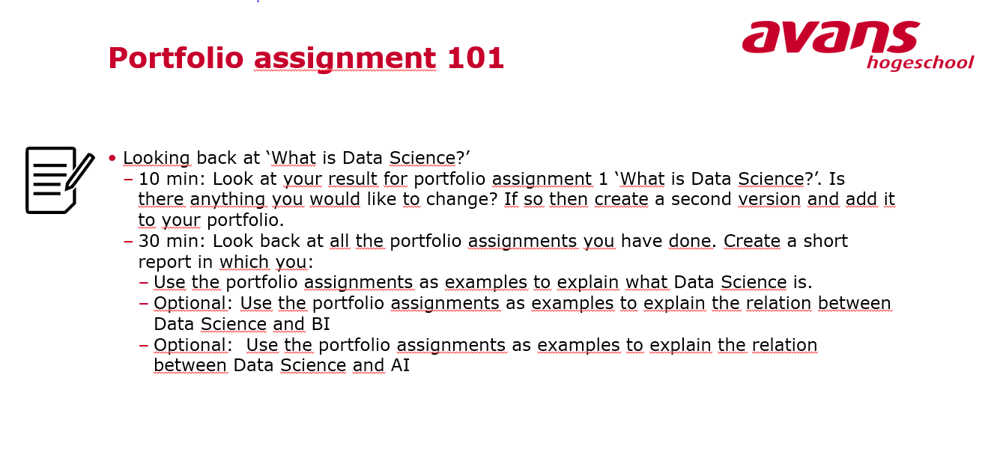 Portfolio assignment 101
avans
hogeschool
• Looking back at ‘What is Data Science?’
– 10 min: Look at your result for portfolio assignment 1 ‘What is Data Science?’. Is
there anything you would like to change? If so then create a second version and add it
to your portfolio.
– 30 min: Look back at all the portfolio assignments you have done. Create a short
report in which you:
– Use the portfolio assignments as examples to explain what Data Science is.
– Optional: Use the portfolio assignments as examples to explain the relation between
Data Science and BI
– Optional:  Use the portfolio assignments as examples to explain the relation
between Data Science and AI